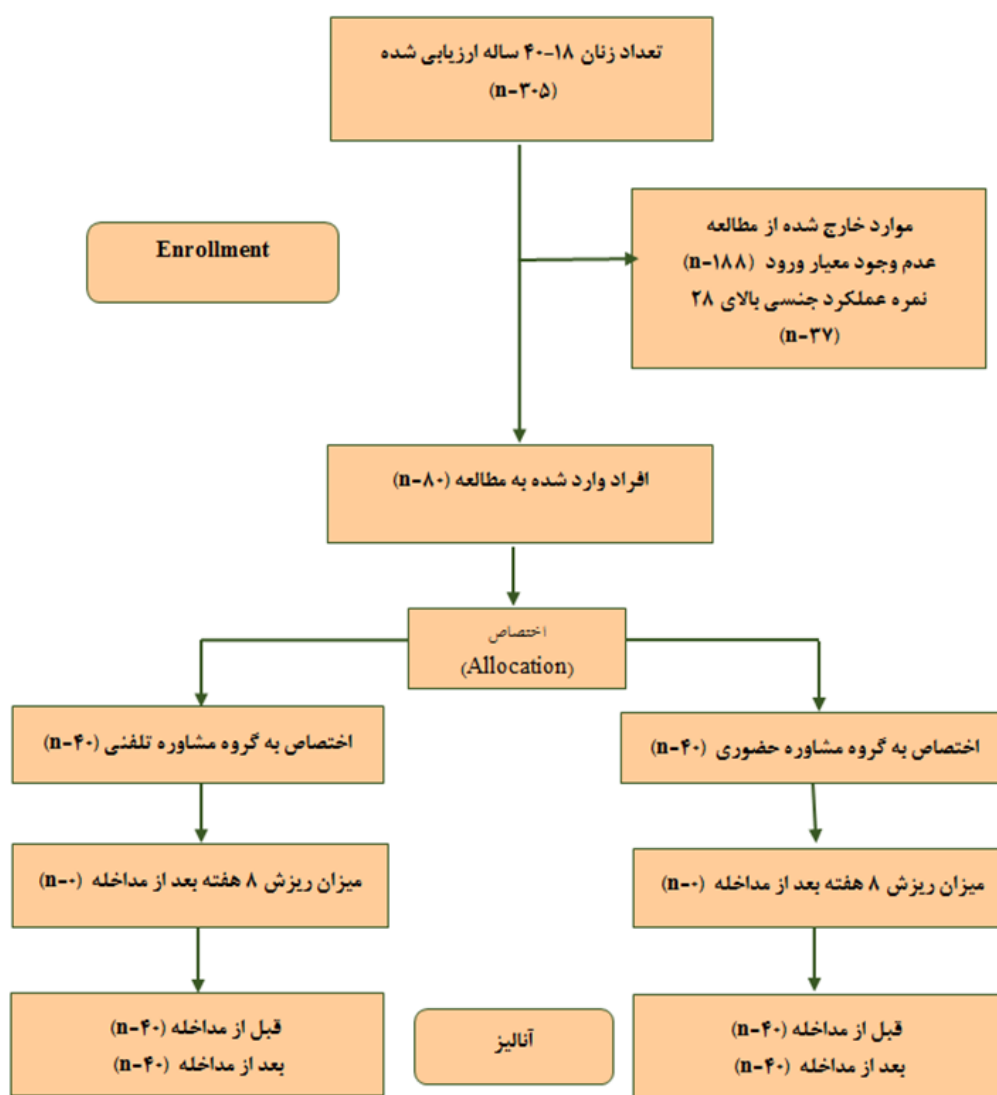 تعداد زنان ۱۸-۴۰ ساله ارزیابی شده
(n-۳۰۵)
Enrollment
موارد خارج شده از مطالعه
عدم وجود معیار ورود (n-۱۸۸)
نمره عملکرد جنسی بالای ۲۸
(n-۳۷)
افراد وارد شده به مطالعه (n-۸۰)
اختصاص
(Allocation)
اختصاص به گروه مشاوره حضوری (n-۴۰)
اختصاص به گروه مشاوره تلفنی (n-۴۰)
میزان ریزش ۸ هفته بعد از مداخله (n-۰)
میزان ریزش ۸ هفته بعد از مداخله (n-۰)
قبل از مداخله (n-۴۰)
بعد از مداخله (n-۴۰)
آنالیز
قبل از مداخله (n-۴۰)
بعد از مداخله (n-۴۰)